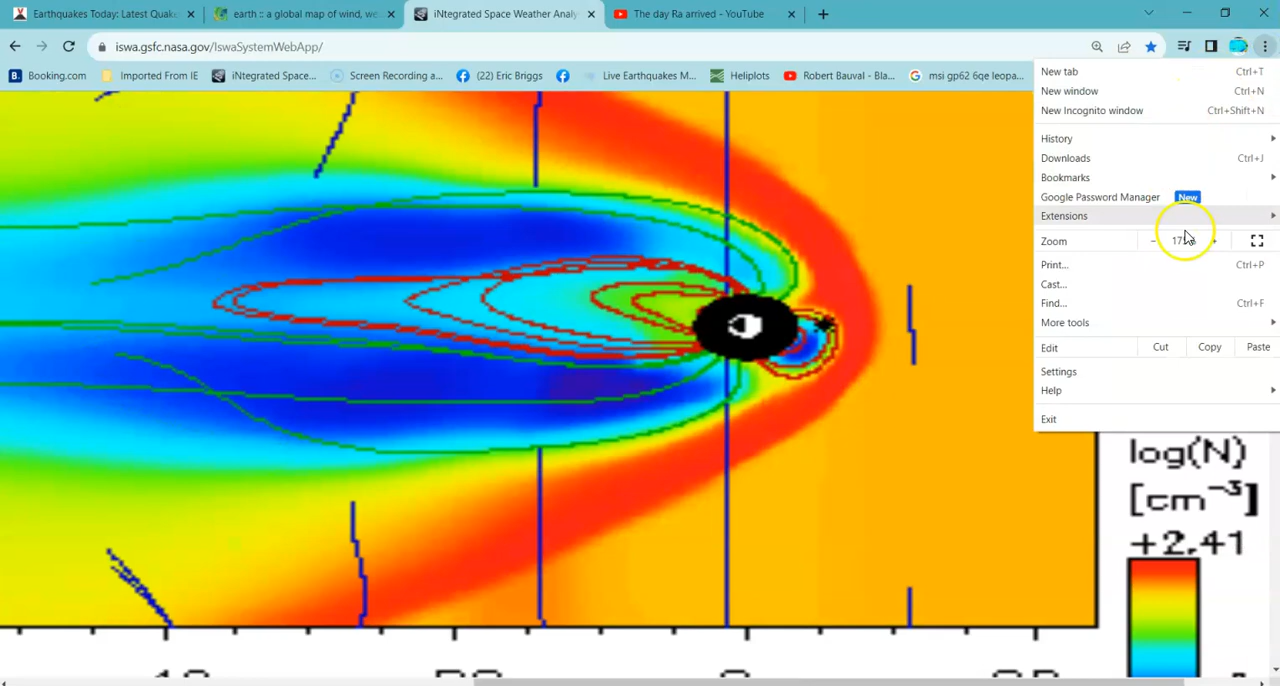 Earthquakes Today: Latest Quake
earth :: a global map of wind, we
iNtegrated Space Weather Analy
The day Ra arrived - YouTube
iswa.gsfc.nasa.gov/IswaSystemWebApp/
Booking.com
Imported From IE
iNtegrated Space...
Screen Recording a...
(22) Eric Briggs
Live Earthquakes M...
Heliplots
Robert Bauval - Bla...
msi gp62 6qe leopa...
New tab Ctrl+T
New window Ctrl+N
New Incognito window Ctrl+Shift+N
History
Downloads Ctrl+J
Bookmarks
Google Password Manager New
Extensions
Zoom - +
Print... Ctrl+P
Cast...
Find... Ctrl+F
More tools
Edit Cut Copy Paste
Settings
Help
Exit
log(N)
[cm⁻³]
+2.41